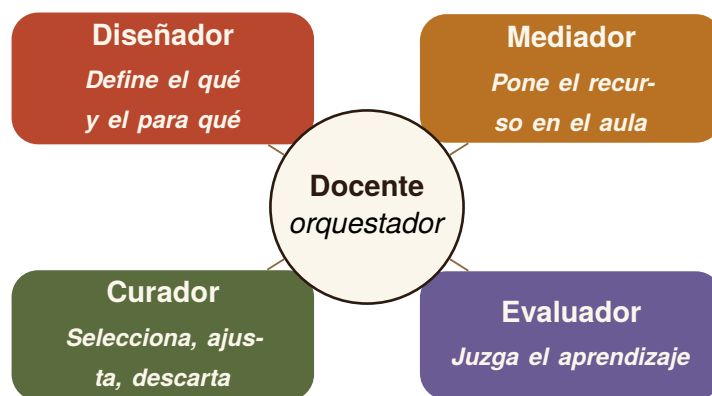 Diseñador
Define el qué
y el para qué
Mediador
Pone el recur-
so en el aula
Docente
orquestador
Curador
Selecciona, ajus-
ta, descarta
Evaluador
Juzga el aprendizaje